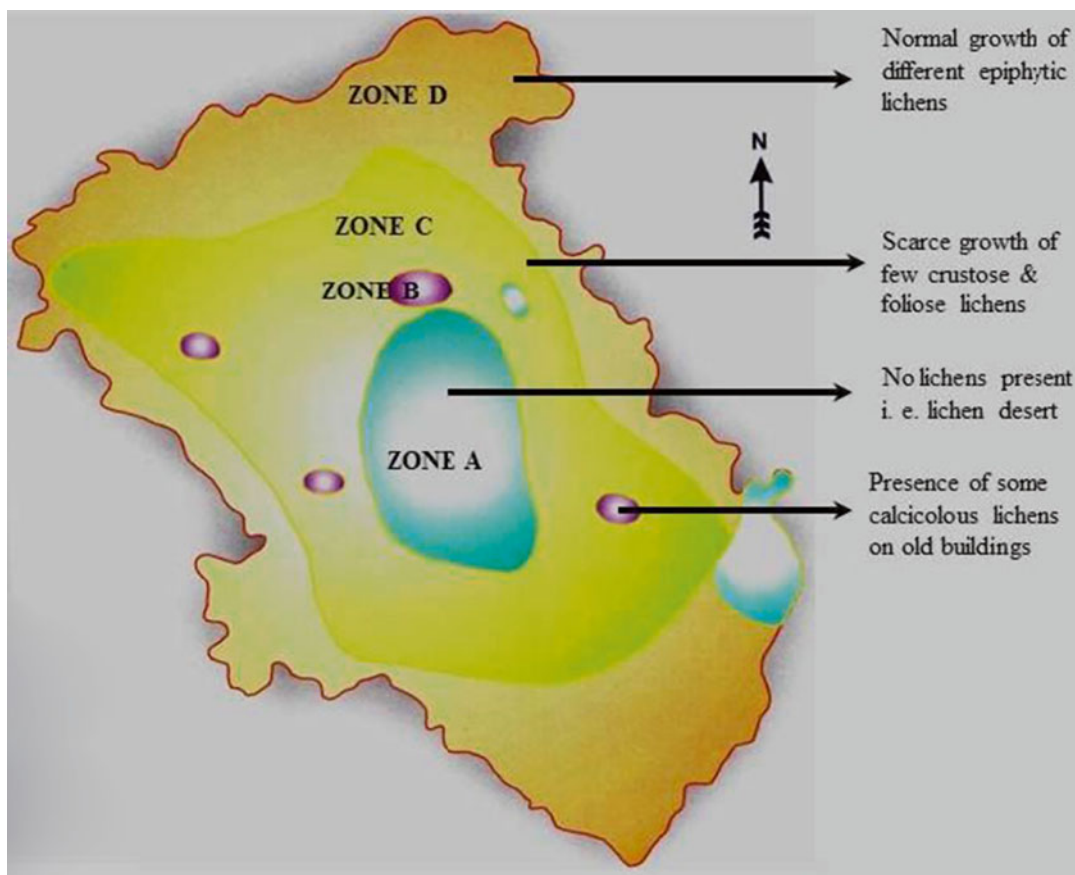 Normal growth of
different epiphytic
lichens
ZONE D
N
ZONE C
Scarce growth of
few crustose &
foliose lichens
ZONE B
No lichens present
i. e. lichen desert
ZONE A
Presence of some
calcicolous lichens
on old buildings